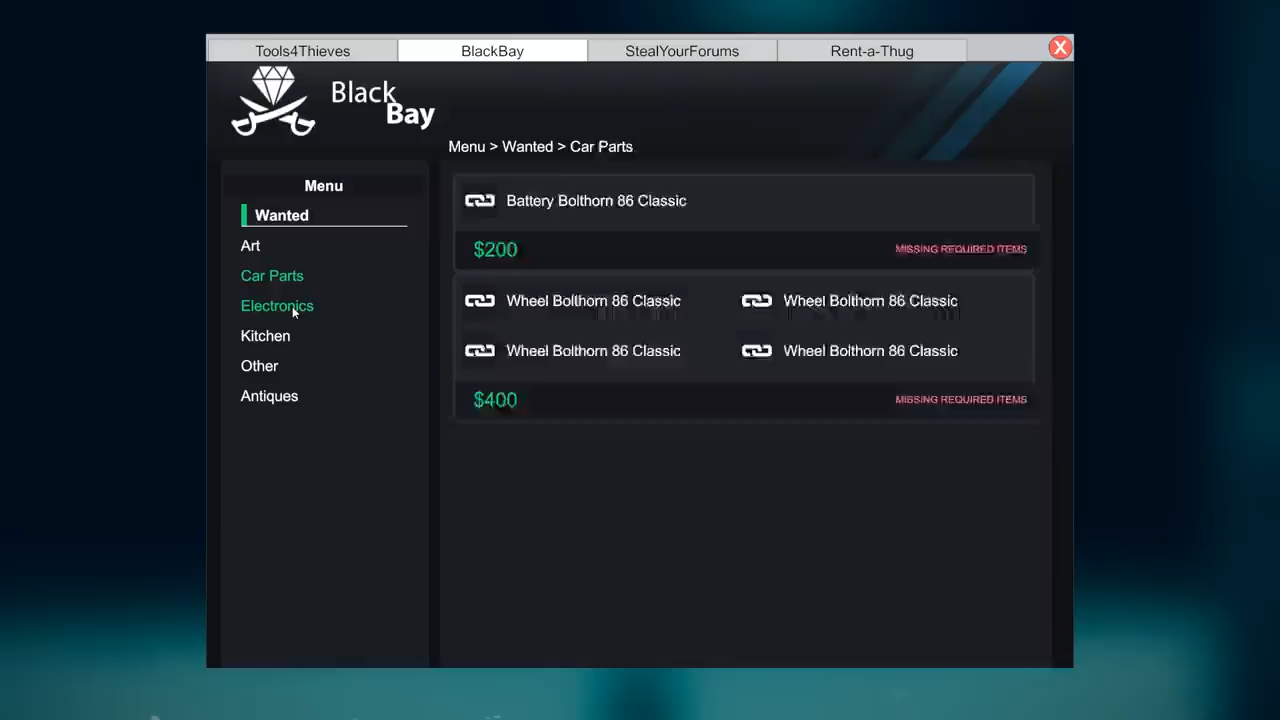 Tools4Thieves BlackBay StealYourForums Rent-a-Thug X
Black
Bay
Menu > Wanted > Car Parts
Menu
Wanted
Art
Car Parts
Electronics
Kitchen
Other
Antiques
Battery Bolthorn 86 Classic
$200 MISSING REQUIRED ITEMS
Wheel Bolthorn 86 Classic Wheel Bolthorn 86 Classic
Wheel Bolthorn 86 Classic Wheel Bolthorn 86 Classic
$400 MISSING REQUIRED ITEMS